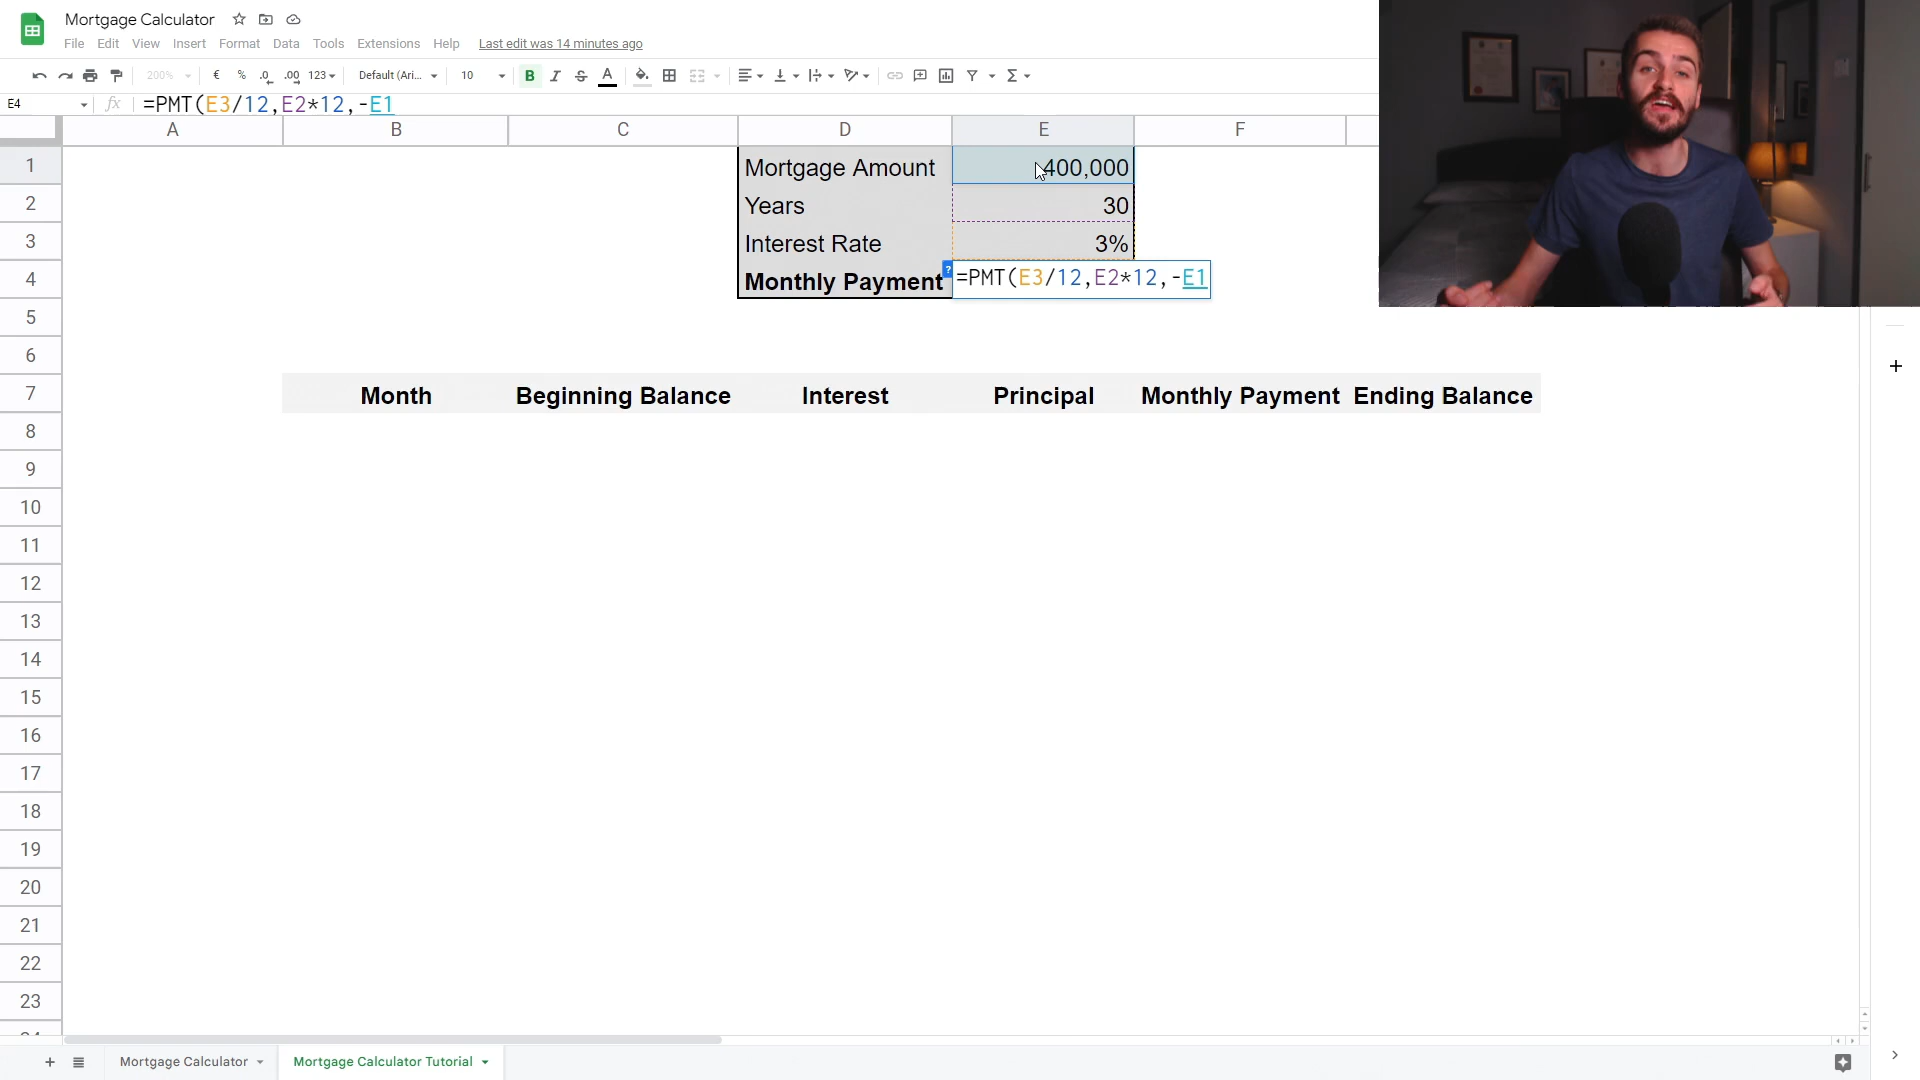 Mortgage Calculator
File Edit View Insert Format Data Tools Extensions Help Last edit was 14 minutes ago
200% € % .0 .00 123 Default (Ari... 10 B I S A Σ
E4 fx =PMT(E3/12,E2*12,-E1
A B C D E F
1 Mortgage Amount 400,000
2 Years 30
3 Interest Rate 3%
4 Monthly Payment ? =PMT(E3/12,E2*12,-E1
5
6
7 Month Beginning Balance Interest Principal Monthly Payment Ending Balance
8
9
10
11
12
13
14
15
16
17
18
19
20
21
22
23
+ Mortgage Calculator Mortgage Calculator Tutorial